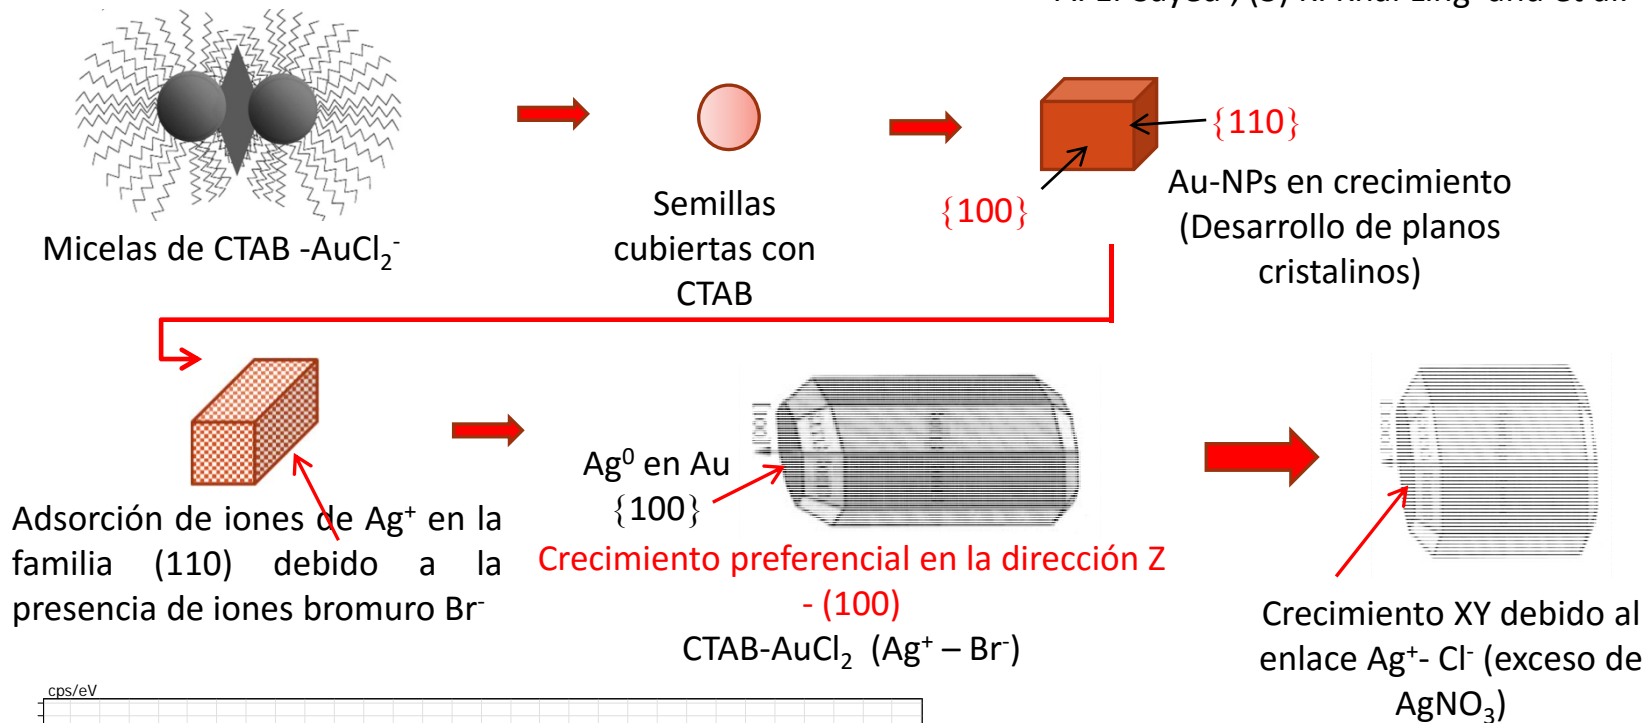 {110}
{100}
Micelas de CTAB -AuCl₂⁻
Semillas
cubiertas con
CTAB
Au-NPs en crecimiento
(Desarrollo de planos
cristalinos)
Adsorción de iones de Ag⁺ en la
familia (110) debido a la
presencia de iones bromuro Br⁻
Ag⁰ en Au
{100}
Crecimiento preferencial en la dirección Z
- (100)
CTAB-AuCl₂ (Ag⁺ – Br⁻)
Crecimiento XY debido al
enlace Ag⁺- Cl⁻ (exceso de
AgNO₃)
cps/eV